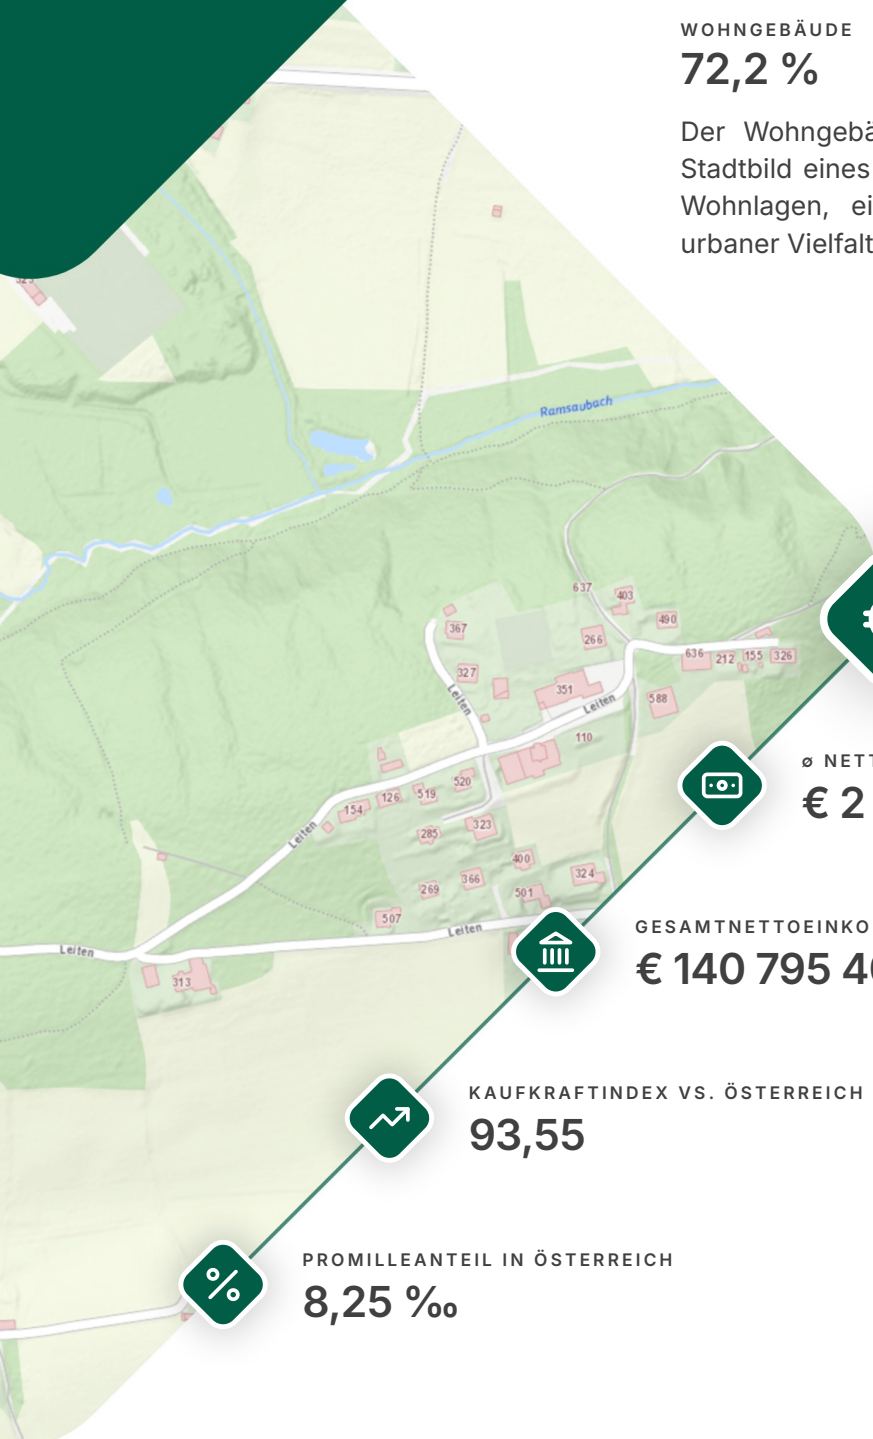 WOHNGEBÄUDE
72,2 %
Der Wohngebä
Stadtbild eines
Wohnlagen, ei
urbaner Vielfalt
Ramsaubach
637
403
367
490
266
636
212
155
326
327
351
Leiten
Leiten
588
110
ø NETT
€ 2
520
126
519
154
323
285
Leiten
400
324
366
269
501
507
GESAMTNETTOEINKO
€ 140 795 40
Leiten
Leiten
313
KAUFKRAFTINDEX VS. ÖSTERREICH
93,55
PROMILLEANTEIL IN ÖSTERREICH
8,25 ‰